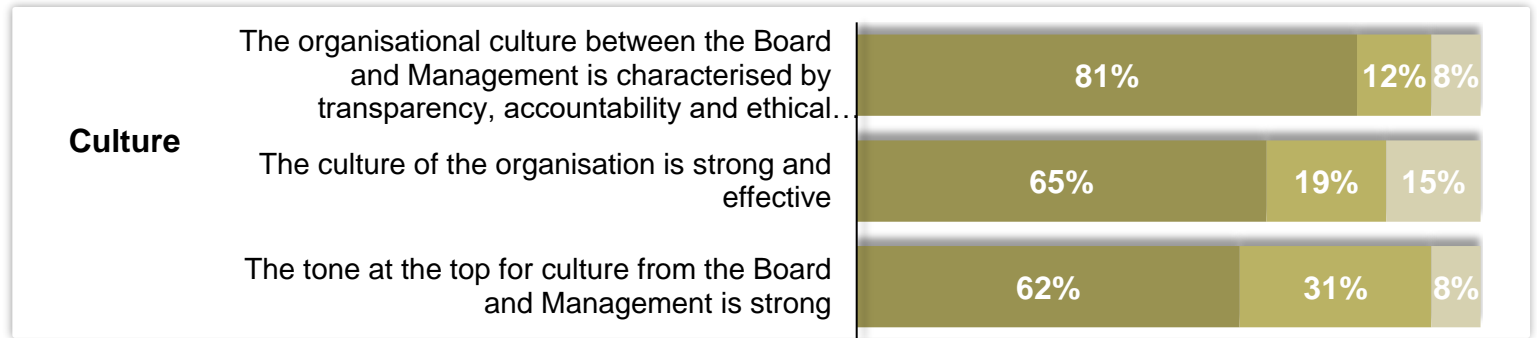 Culture
The organisational culture between the Board
and Management is characterised by
transparency, accountability and ethical…
81% 12% 8%
The culture of the organisation is strong and
effective
65% 19% 15%
The tone at the top for culture from the Board
and Management is strong
62% 31% 8%